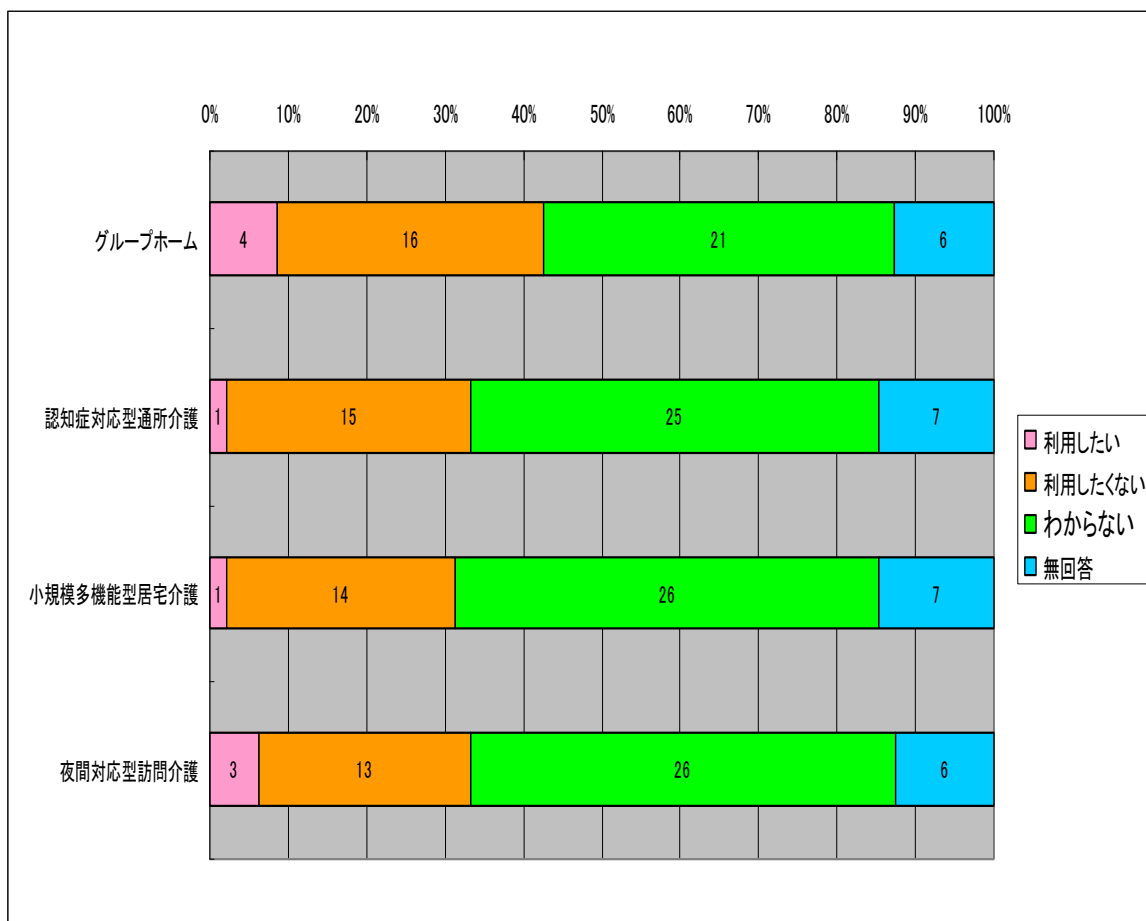 0% 10% 20% 30% 40% 50% 60% 70% 80% 90% 100%
グループホーム 4 16 21 6
認知症対応型通所介護 1 15 25 7
小規模多機能型居宅介護 1 14 26 7
夜間対応型訪問介護 3 13 26 6
利用したい
利用したくない
わからない
無回答